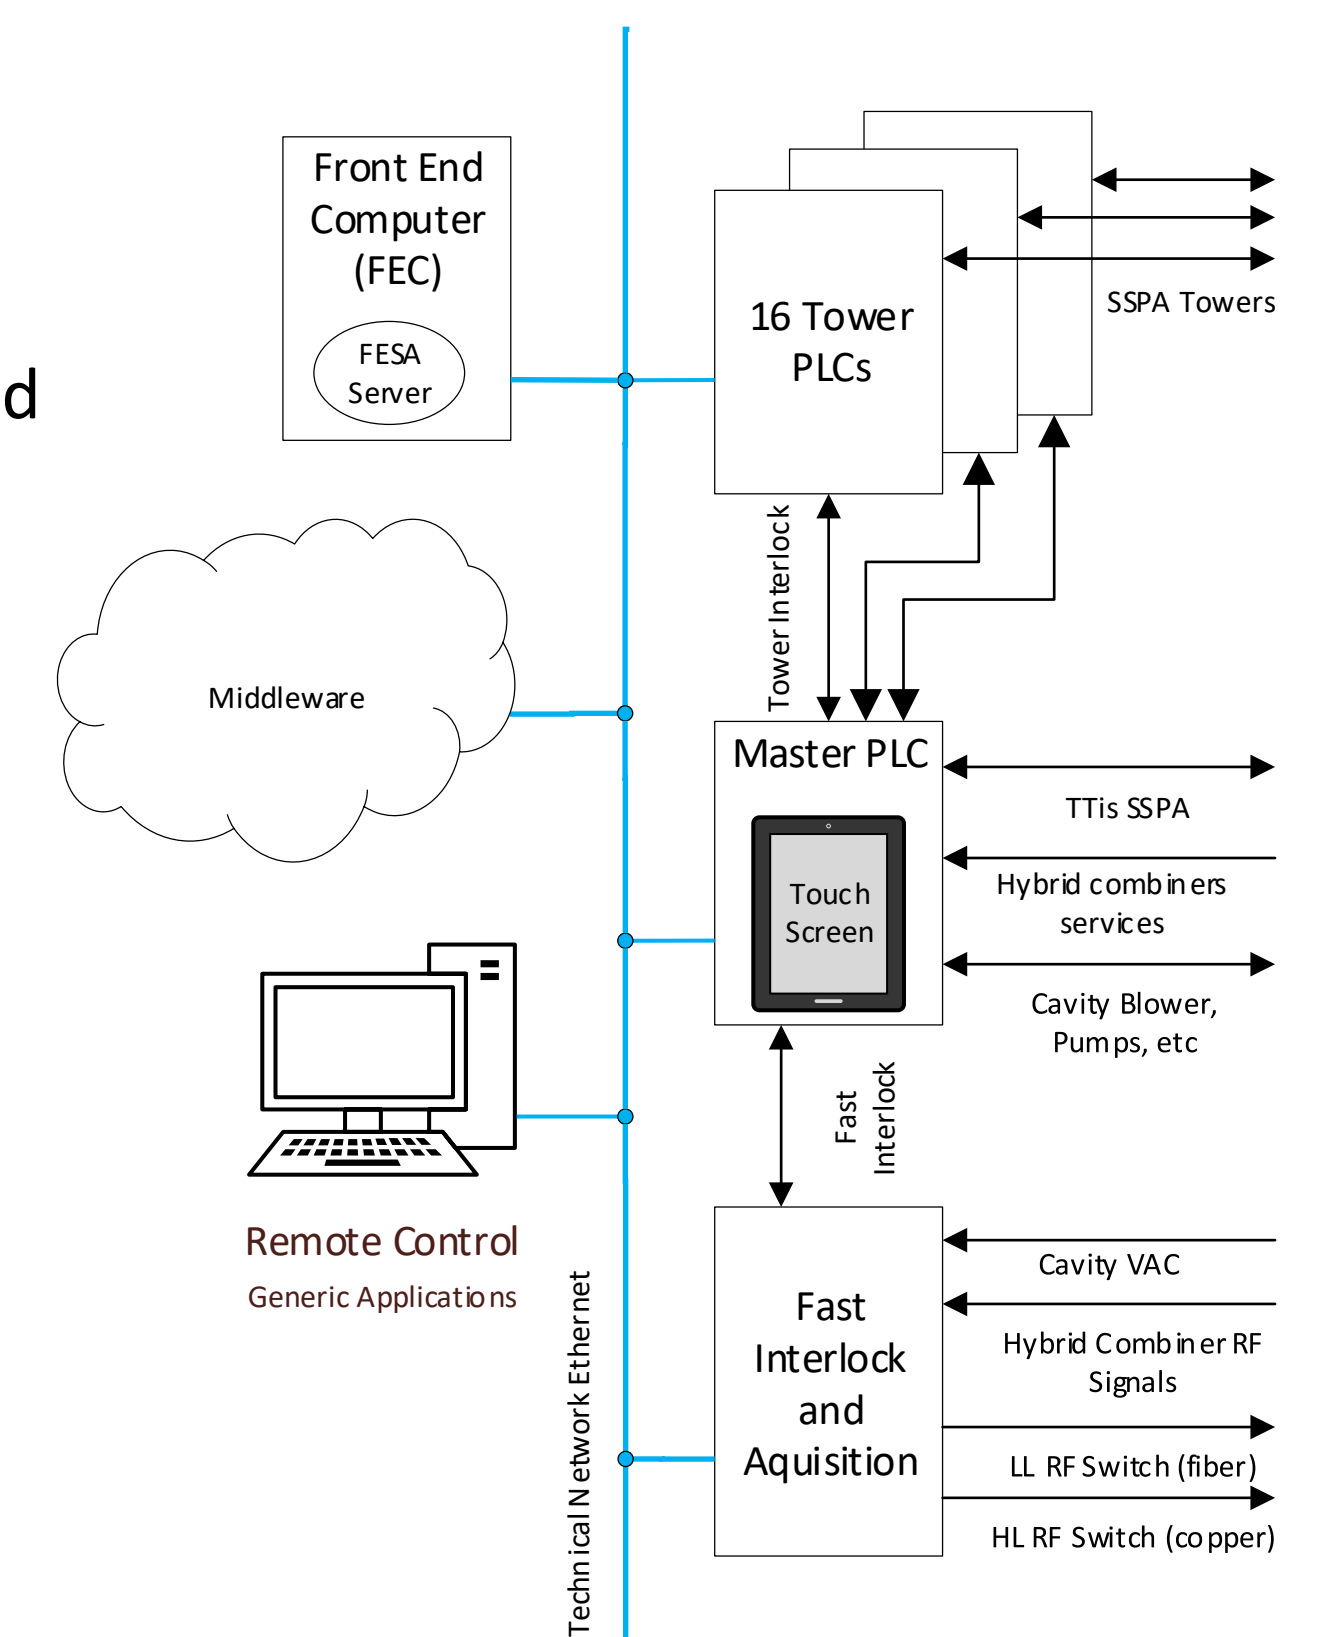 Front End
Computer
(FEC)
FESA
Server
d
Middleware
Remote Control
Generic Applications
Technical Network Ethernet
16 Tower
PLCs
SSPA Towers
Tower Interlock
Master PLC
Touch
Screen
TTis SSPA
Hybrid combiners
services
Cavity Blower,
Pumps, etc
Fast
Interlock
Fast
Interlock
and
Aquisition
Cavity VAC
Hybrid Combiner RF
Signals
LL RF Switch (fiber)
HL RF Switch (copper)